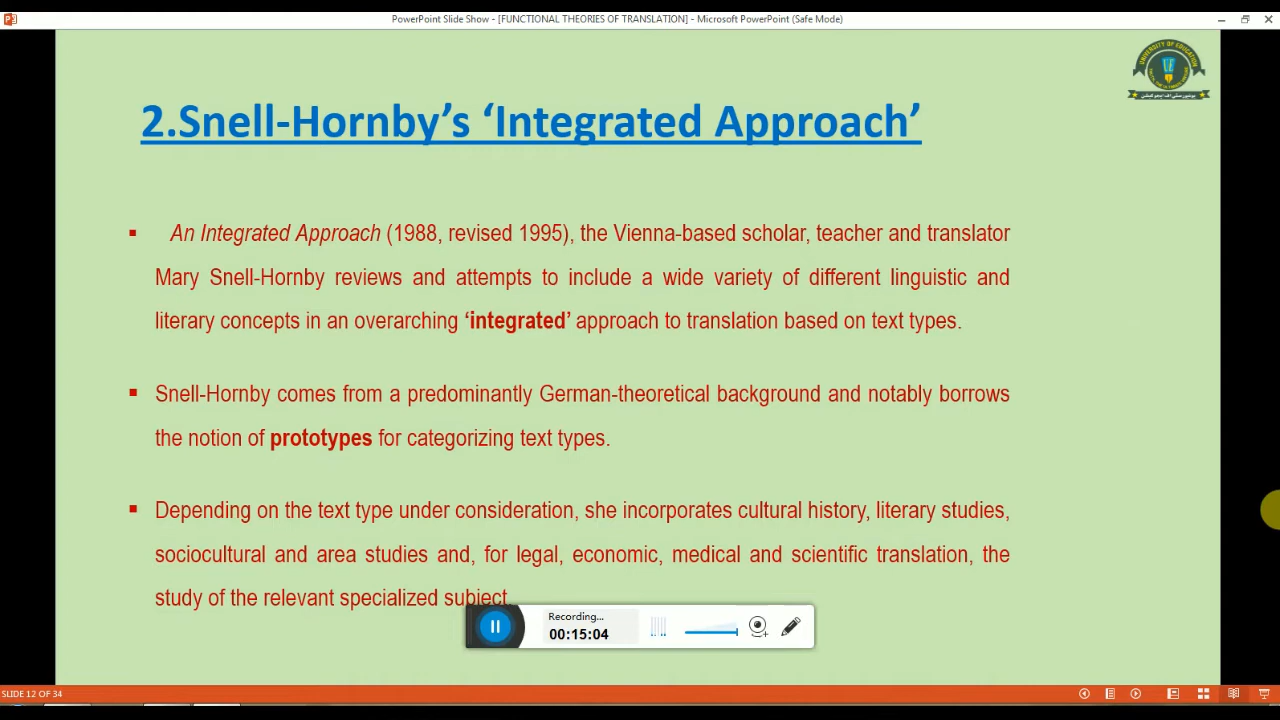 PowerPoint Slide Show - [FUNCTIONAL THEORIES OF TRANSLATION] - Microsoft PowerPoint (Safe Mode)
UNIVERSITY OF EDUCATION
2.Snell-Hornby’s ‘Integrated Approach’
▪ An Integrated Approach (1988, revised 1995), the Vienna-based scholar, teacher and translator
Mary Snell-Hornby reviews and attempts to include a wide variety of different linguistic and
literary concepts in an overarching ‘integrated’ approach to translation based on text types.
▪ Snell-Hornby comes from a predominantly German-theoretical background and notably borrows
the notion of prototypes for categorizing text types.
▪ Depending on the text type under consideration, she incorporates cultural history, literary studies,
sociocultural and area studies and, for legal, economic, medical and scientific translation, the
study of the relevant specialized subject
Recording...
00:15:04
SLIDE 12 OF 34